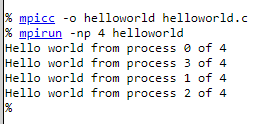 % mpicc -o helloworld helloworld.c
% mpirun -np 4 helloworld
Hello world from process 0 of 4
Hello world from process 3 of 4
Hello world from process 1 of 4
Hello world from process 2 of 4
%